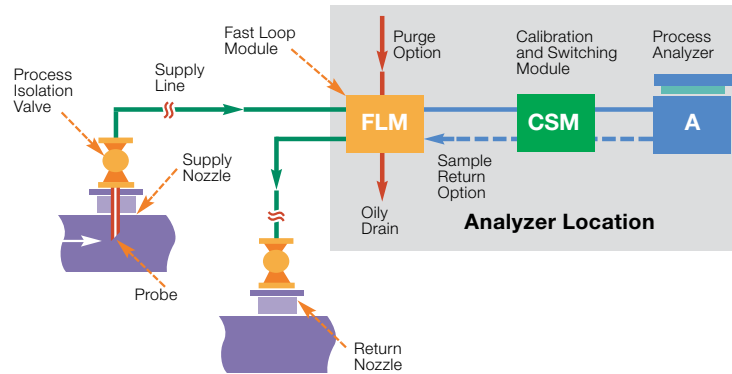 Fast Loop
Module
Purge
Option
Calibration
and Switching
Module
Process
Analyzer
Process
Isolation
Valve
Supply
Line
FLM
CSM
A
Supply
Nozzle
Sample
Return
Option
Oily
Drain
Analyzer Location
Probe
Return
Nozzle